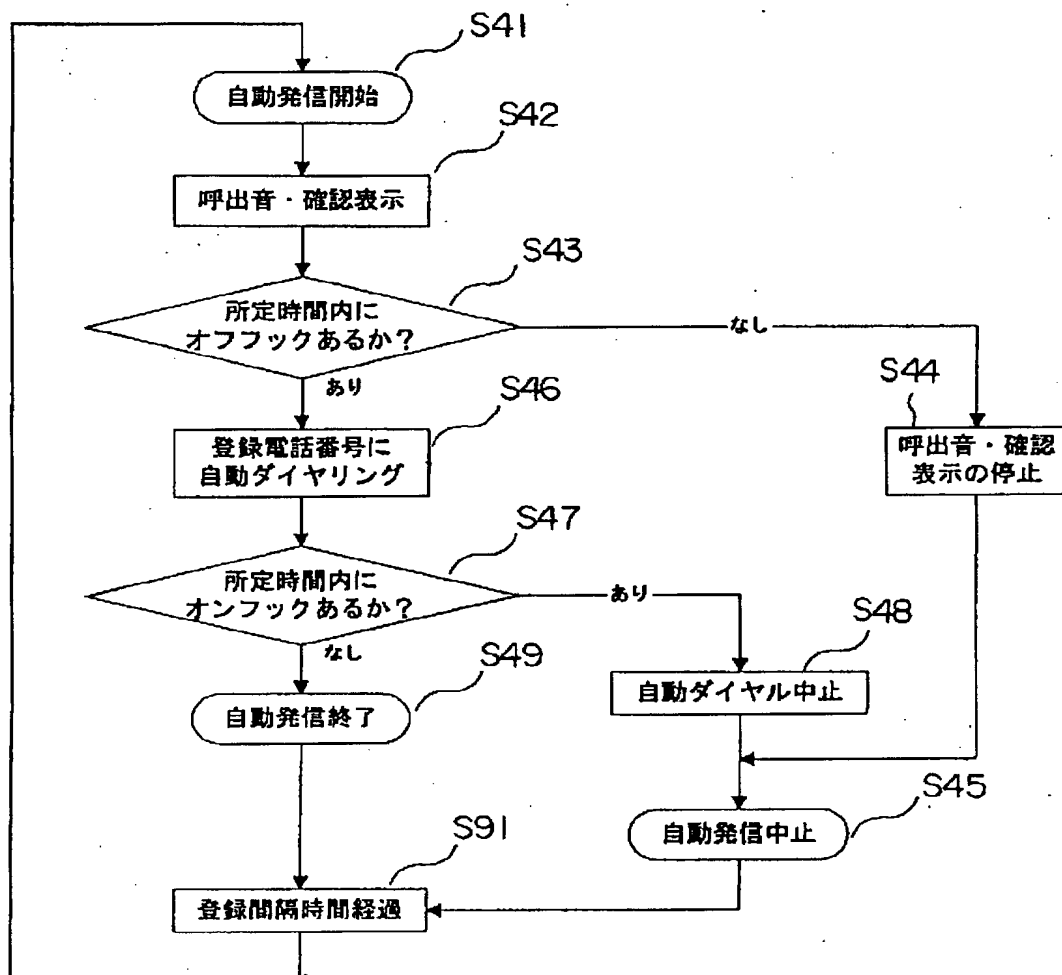 S41
自動発信開始
S42
呼出音・確認表示
S43
所定時間内に
オフフックあるか?
なし
あり
S44
呼出音・確認
表示の停止
S46
登録電話番号に
自動ダイヤリング
S47
所定時間内に
オンフックあるか?
あり
なし
S48
自動ダイヤル中止
S49
自動発信終了
S45
自動発信中止
S91
登録間隔時間経過